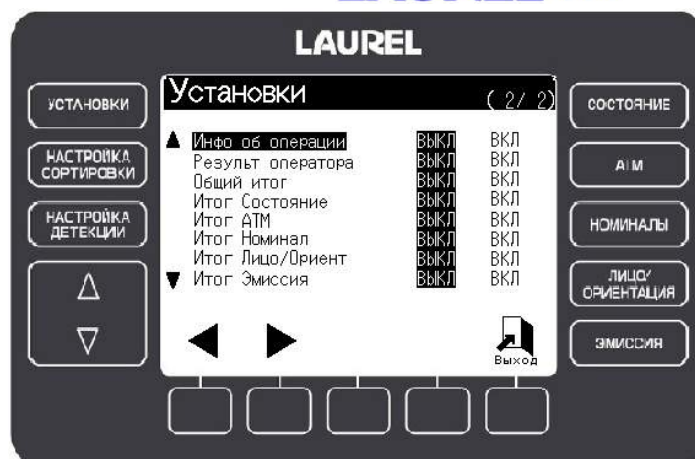 LAUREL
Установки ( 2/ 2)
Инфо об операции ВЫКЛ ВКЛ
Результ оператора ВЫКЛ ВКЛ
Общий итог ВЫКЛ ВКЛ
Итог Состояние ВЫКЛ ВКЛ
Итог ATM ВЫКЛ ВКЛ
Итог Номинал ВЫКЛ ВКЛ
Итог Лицо/Ориент ВЫКЛ ВКЛ
Итог Эмиссия ВЫКЛ ВКЛ
Выход
УСТАНОВКИ
НАСТРОЙКА
СОРТИРОВКИ
НАСТРОЙКА
ДЕТЕКЦИИ
СОСТОЯНИЕ
ATM
НОМИНАЛЫ
ЛИЦО/
ОРИЕНТАЦИЯ
ЭМИССИЯ